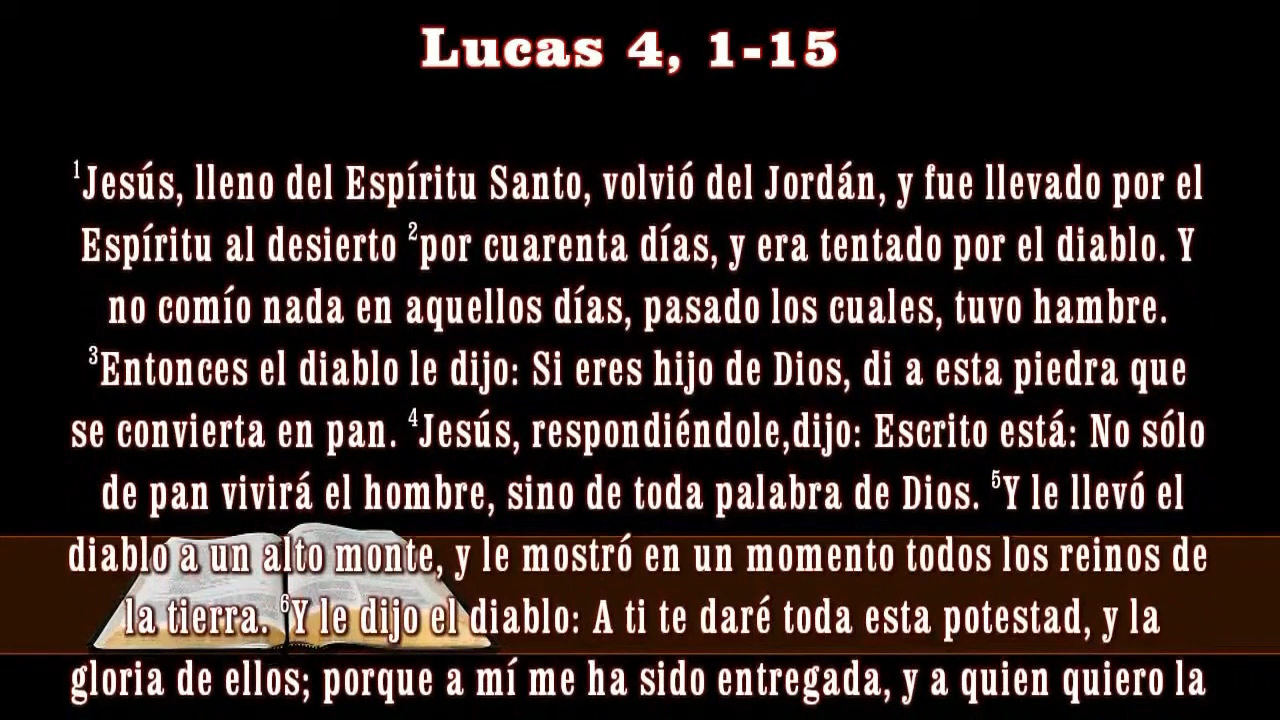 Lucas 4, 1-15
¹Jesús, lleno del Espíritu Santo, volvió del Jordán, y fue llevado por el
Espíritu al desierto ²por cuarenta días, y era tentado por el diablo. Y
no comío nada en aquellos días, pasado los cuales, tuvo hambre.
³Entonces el diablo le dijo: Si eres hijo de Dios, di a esta piedra que
se convierta en pan. ⁴Jesús, respondiéndole,dijo: Escrito está: No sólo
de pan vivirá el hombre, sino de toda palabra de Dios. ⁵Y le llevó el
diablo a un alto monte, y le mostró en un momento todos los reinos de
la tierra. ⁶Y le dijo el diablo: A ti te daré toda esta potestad, y la
gloria de ellos; porque a mí me ha sido entregada, y a quien quiero la